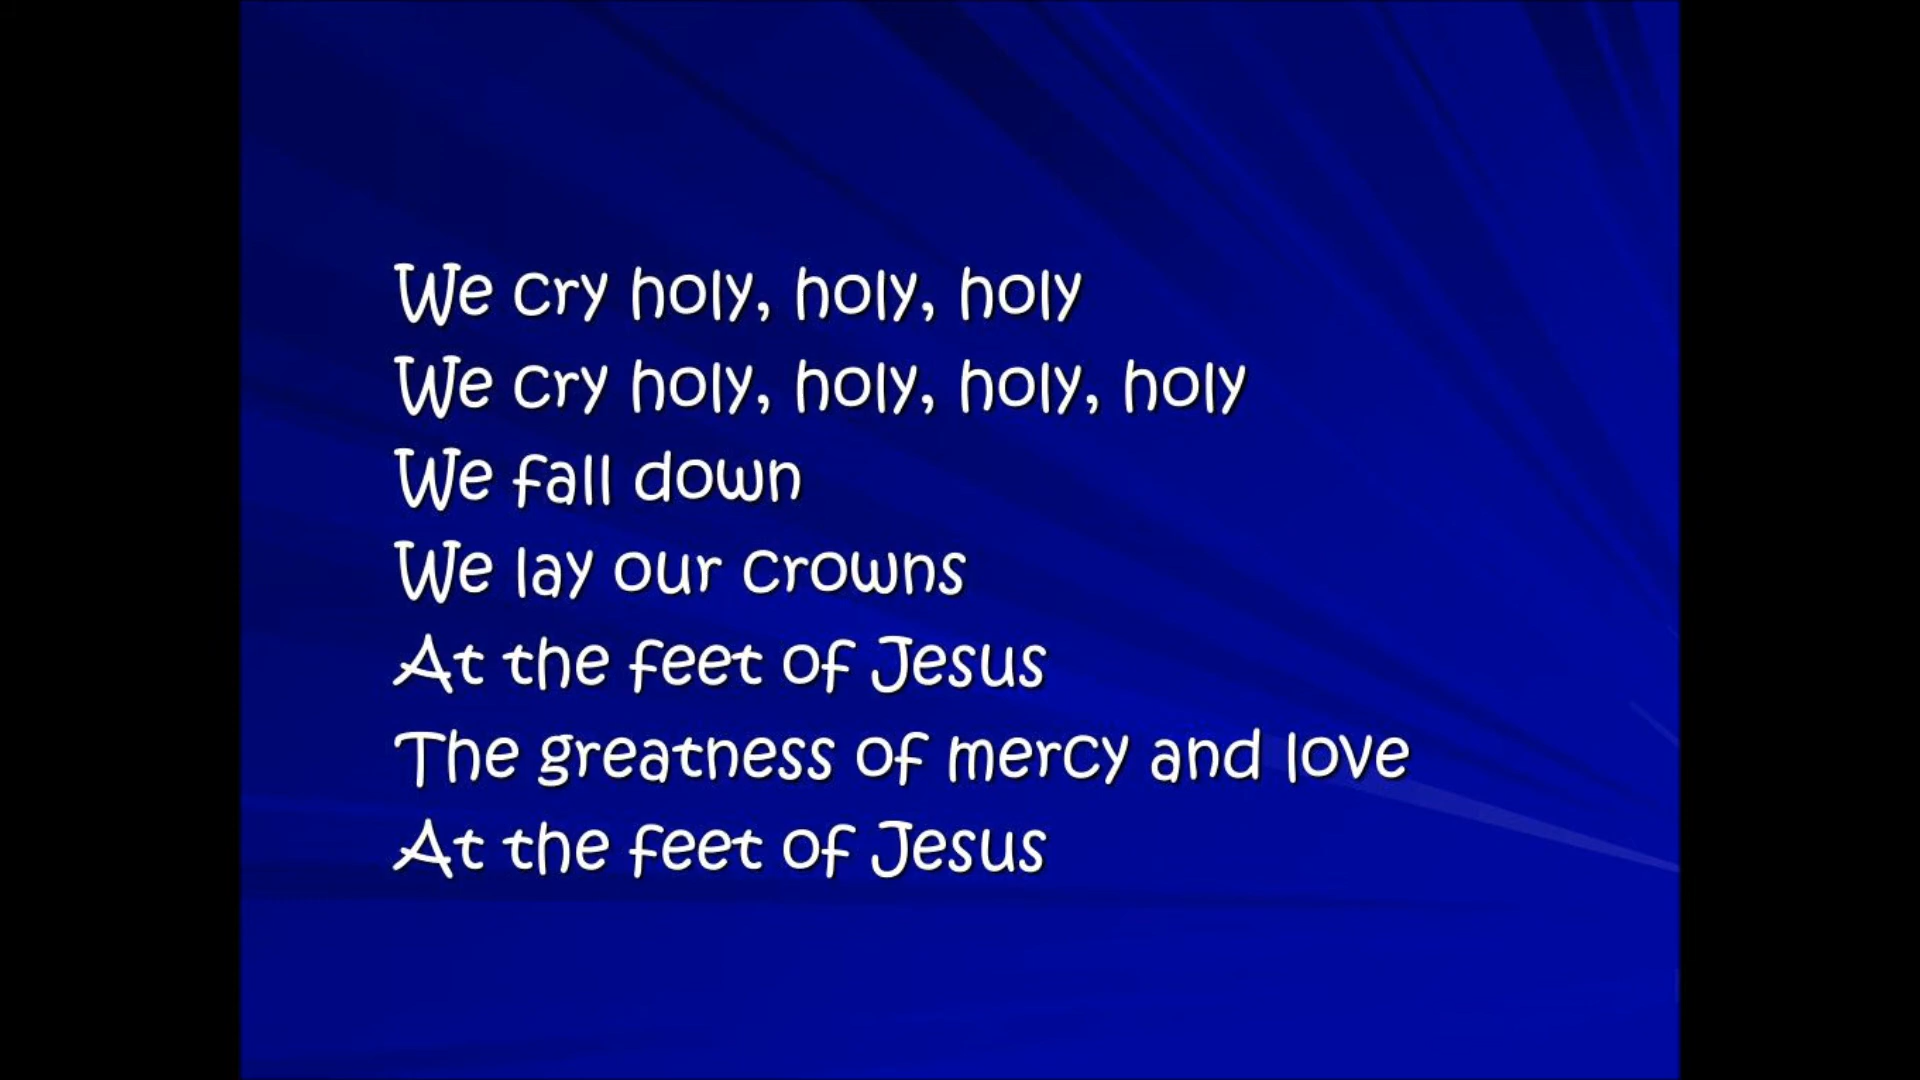 We cry holy, holy, holy
We cry holy, holy, holy, holy
We fall down
We lay our crowns
At the feet of Jesus
The greatness of mercy and love
At the feet of Jesus